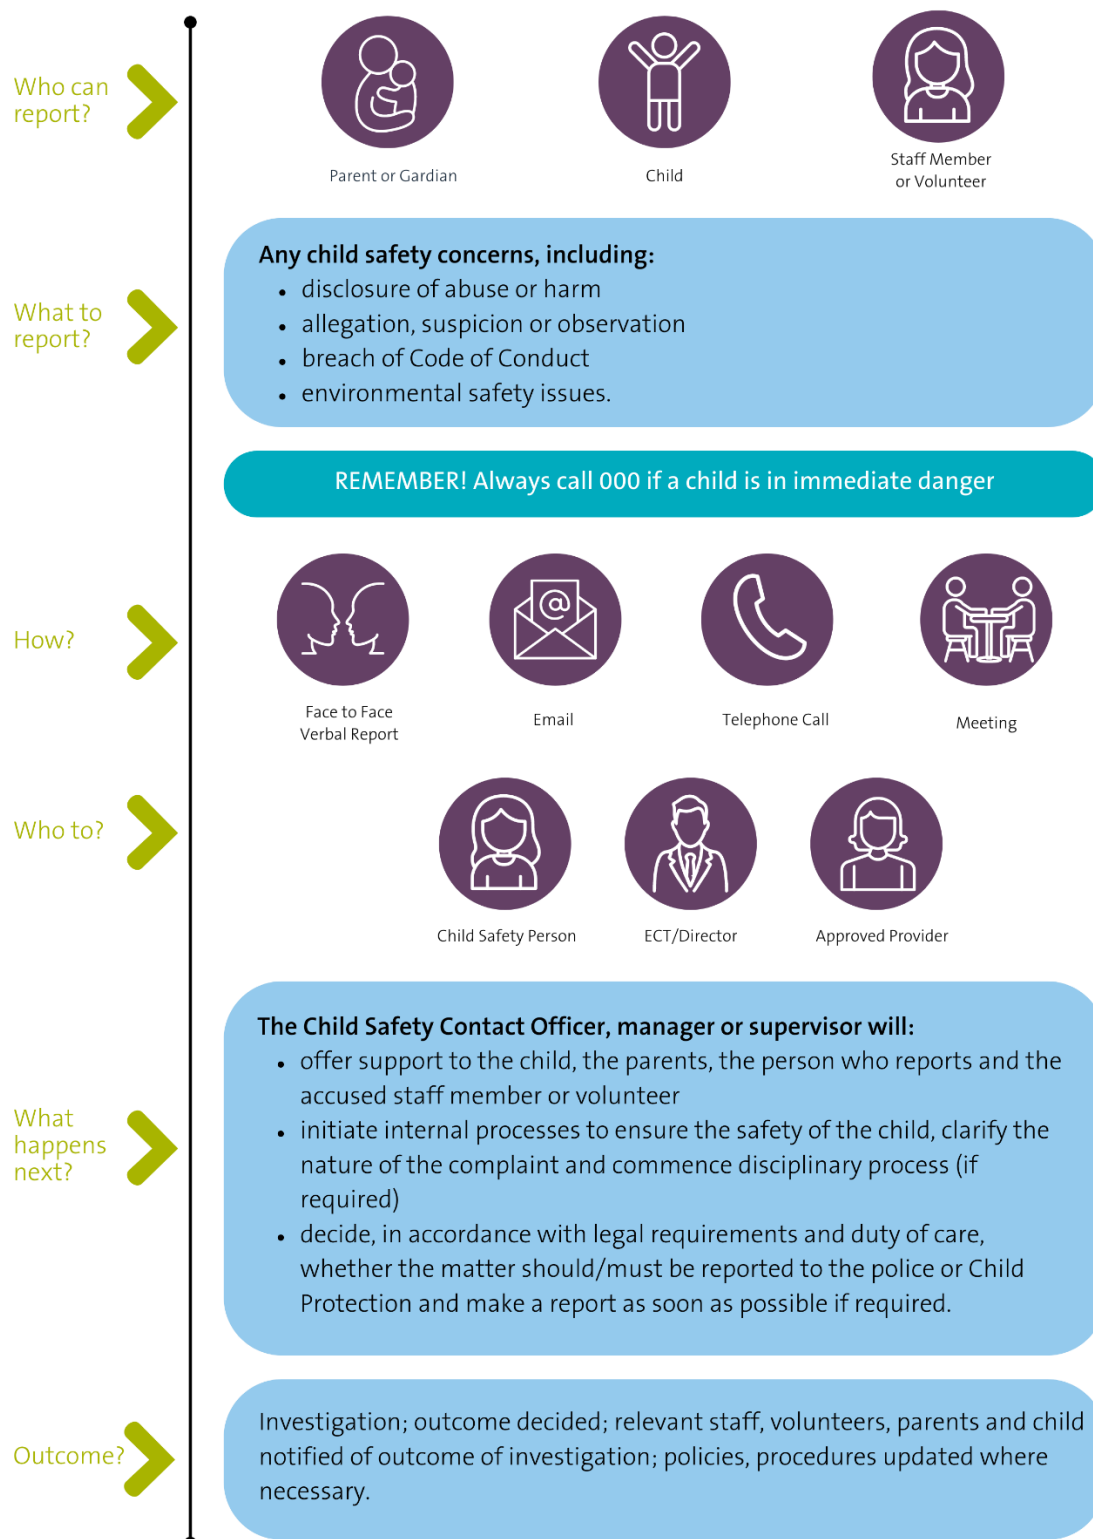 Who can
report?
Parent or Gardian
Child
Staff Member
or Volunteer
What to
report?
Any child safety concerns, including:
• disclosure of abuse or harm
• allegation, suspicion or observation
• breach of Code of Conduct
• environmental safety issues.
REMEMBER! Always call 000 if a child is in immediate danger
How?
Face to Face
Verbal Report
@
Email
Telephone Call
Meeting
Who to?
Child Safety Person
ECT/Director
Approved Provider
What
happens
next?
The Child Safety Contact Officer, manager or supervisor will:
• offer support to the child, the parents, the person who reports and the
accused staff member or volunteer
• initiate internal processes to ensure the safety of the child, clarify the
nature of the complaint and commence disciplinary process (if
required)
• decide, in accordance with legal requirements and duty of care,
whether the matter should/must be reported to the police or Child
Protection and make a report as soon as possible if required.
Outcome?
Investigation; outcome decided; relevant staff, volunteers, parents and child
notified of outcome of investigation; policies, procedures updated where
necessary.